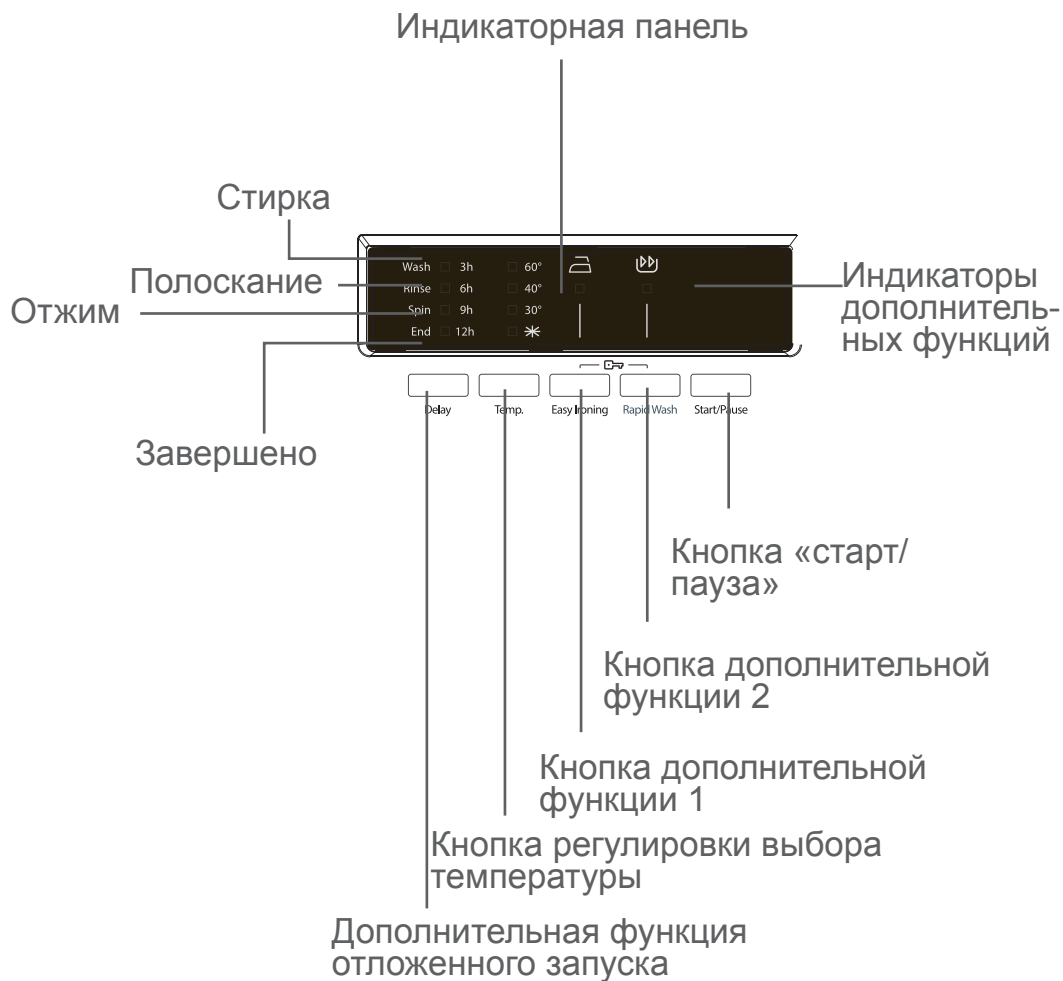 Индикаторная панель
Стирка
Полоскание
Отжим
Wash 3h 60°
Rinse 6h 40°
Spin 9h 30°
End 12h
Индикаторы
дополнитель-
ных функций
Delay Temp. Easy Ironing Rapid Wash Start/Pause
Завершено
Кнопка «старт/
пауза»
Кнопка дополнительной
функции 2
Кнопка дополнительной
функции 1
Кнопка регулировки выбора
температуры
Дополнительная функция
отложенного запуска